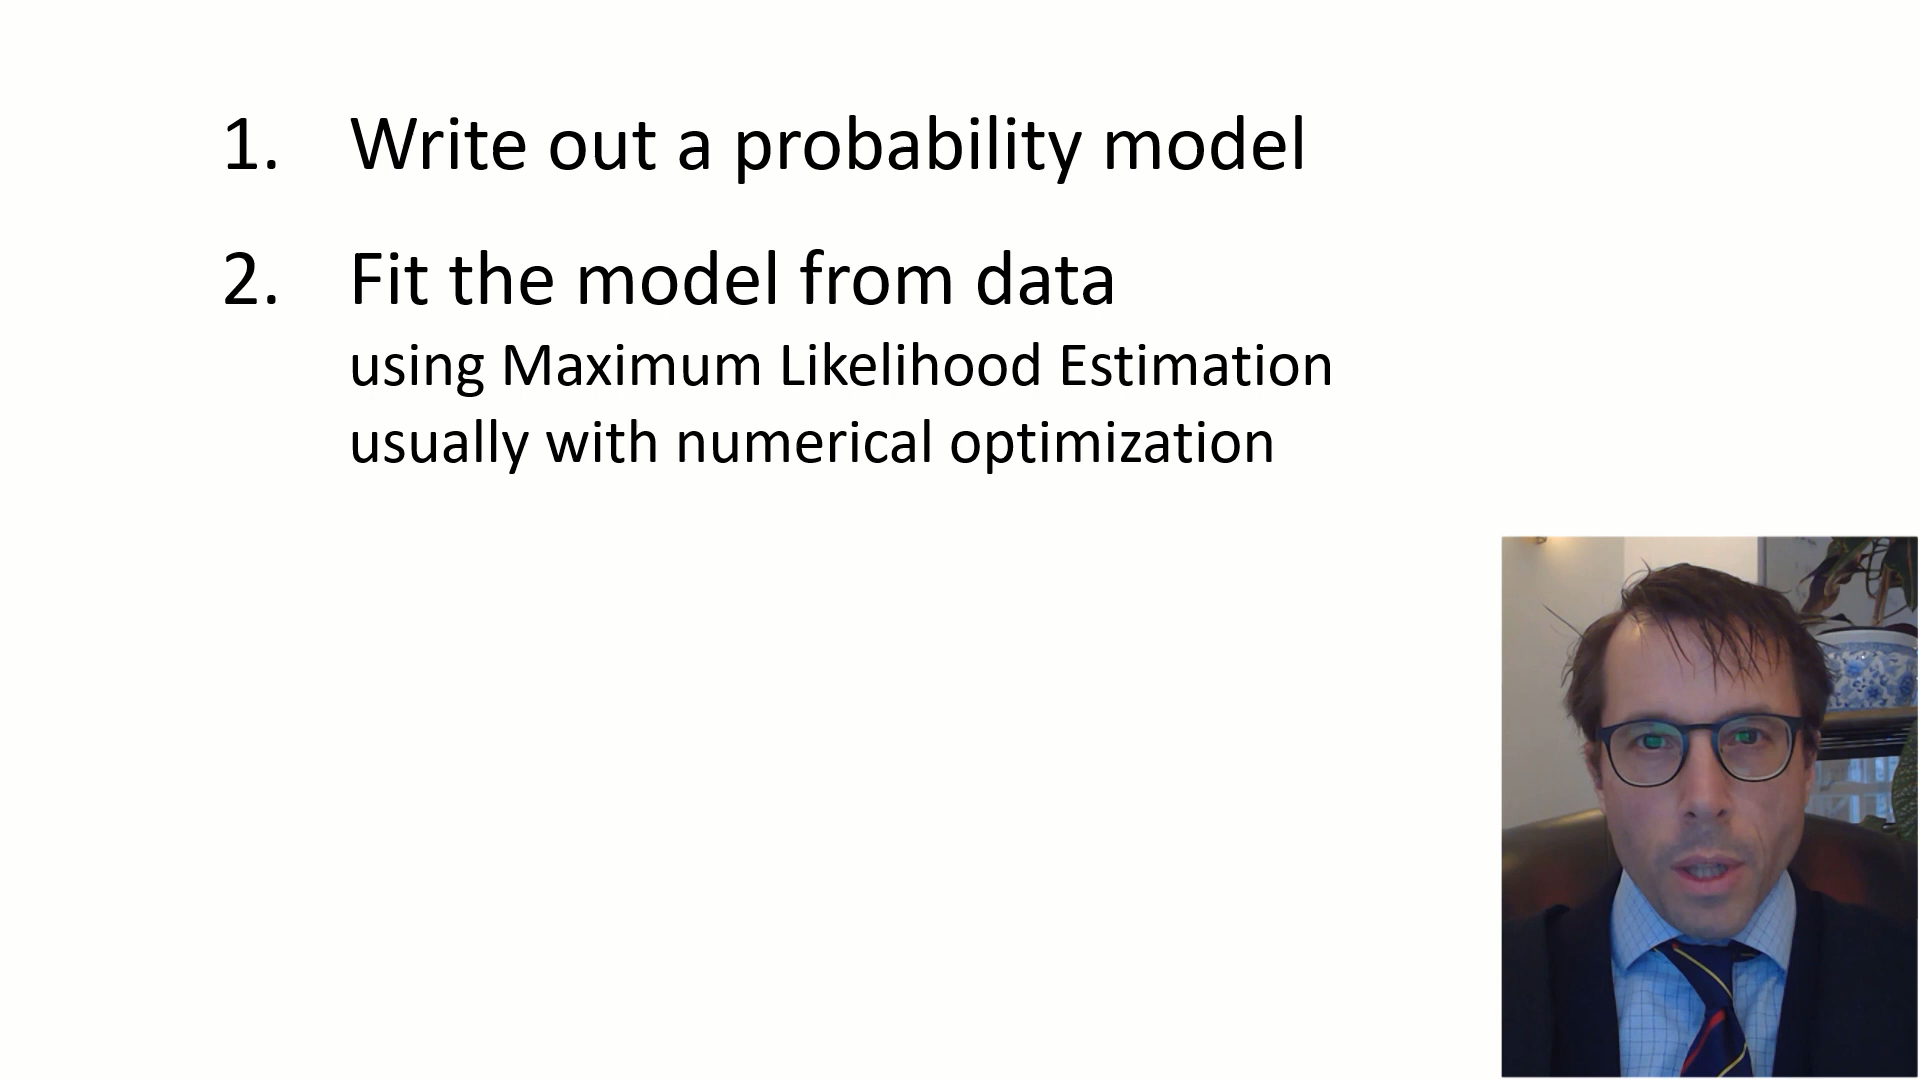 1. Write out a probability model
2. Fit the model from data
using Maximum Likelihood Estimation
usually with numerical optimization